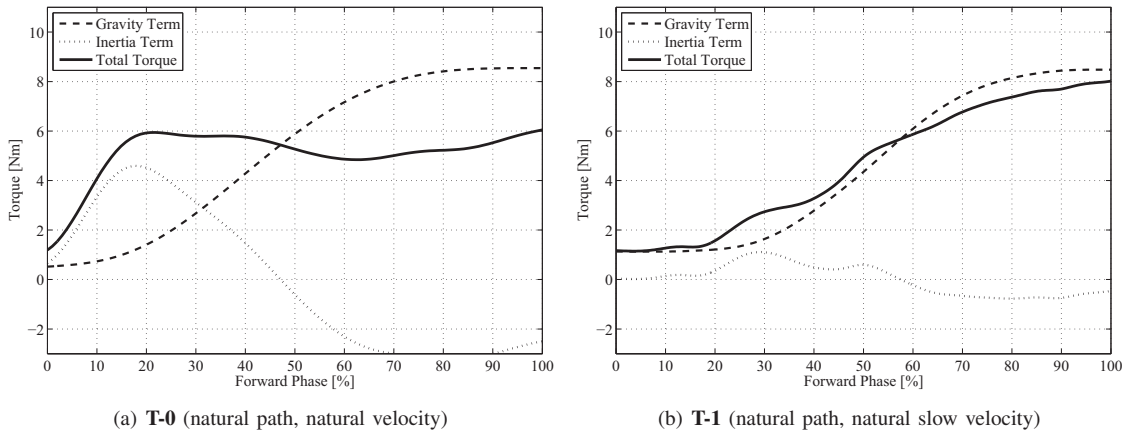 10
8
6
4
2
0
−2
Torque [Nm]
Gravity Term
Inertia Term
Total Torque
0 10 20 30 40 50 60 70 80 90 100
Forward Phase [%]
(a) T-0 (natural path, natural velocity)
10
8
6
4
2
0
−2
Torque [Nm]
Gravity Term
Inertia Term
Total Torque
0 10 20 30 40 50 60 70 80 90 100
Forward Phase [%]
(b) T-1 (natural path, natural slow velocity)